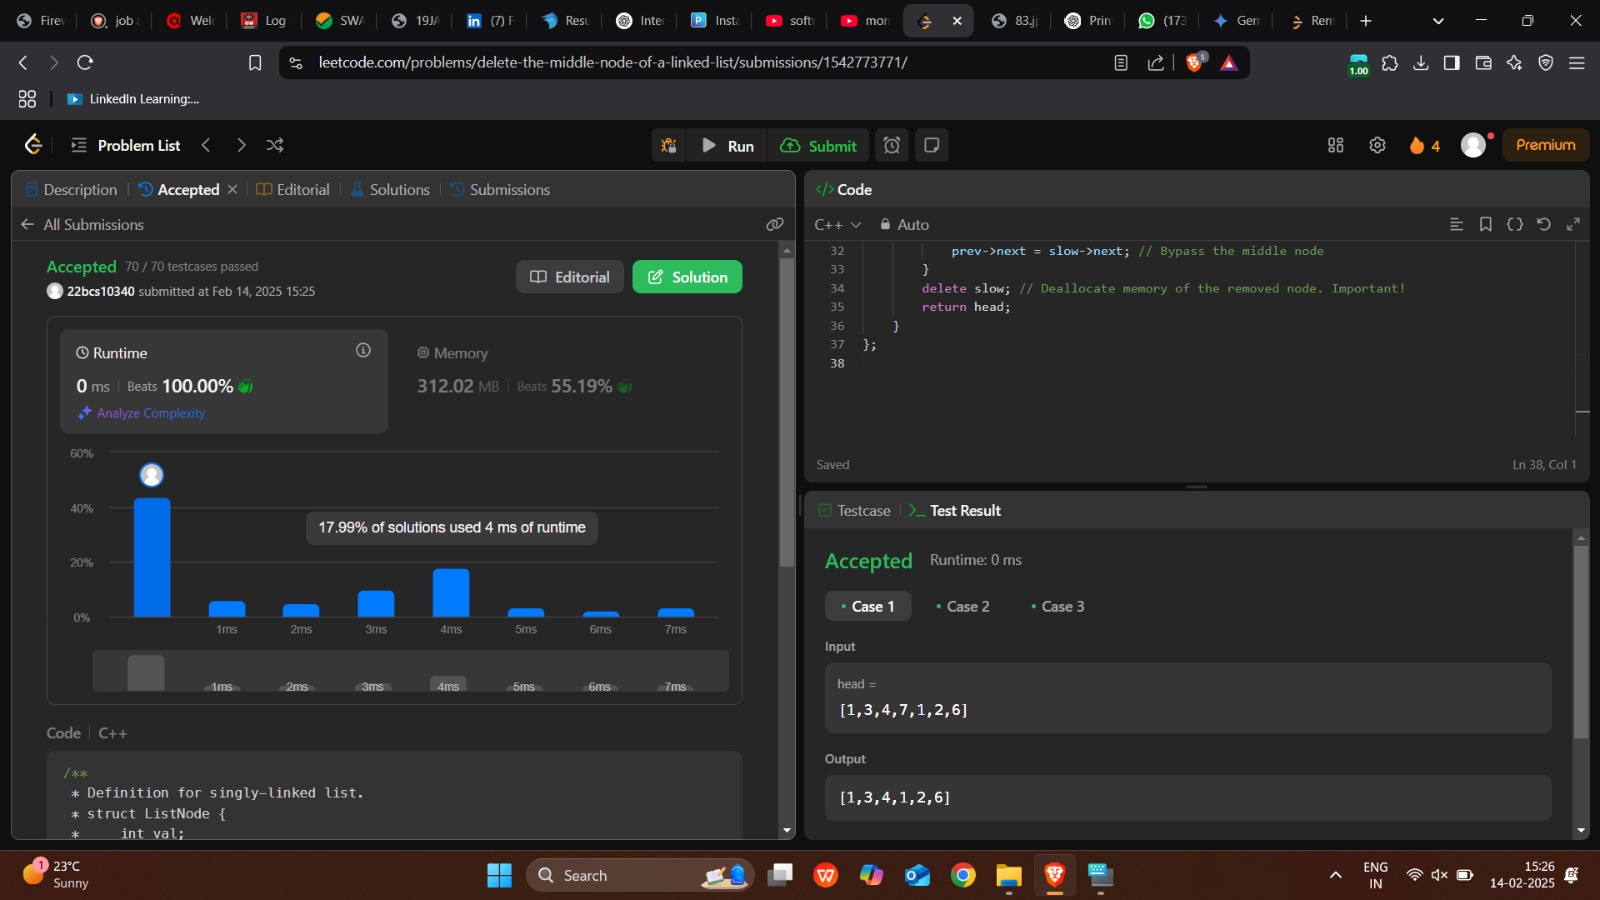 Firew
job a
Welc
Log
SWA
19JA
(7) F
Resu
Inter
Insta
softw
mor
83.jp
Prin
(173
Gen
Rem
leetcode.com/problems/delete-the-middle-node-of-a-linked-list/submissions/1542773771/
5
1.00
LinkedIn Learning:...
Problem List
Run
Submit
4
Premium
Description
Accepted
Editorial
Solutions
Submissions
All Submissions
Accepted 70 / 70 testcases passed
22bcs10340 submitted at Feb 14, 2025 15:25
Editorial
Solution
Runtime
0 ms | Beats 100.00%
Analyze Complexity
Memory
312.02 MB | Beats 55.19%
60%
40%
20%
0%
17.99% of solutions used 4 ms of runtime
1ms 2ms 3ms 4ms 5ms 6ms 7ms
1ms 2ms 3ms 4ms 5ms 6ms 7ms
Code | C++
/**
* Definition for singly-linked list.
* struct ListNode {
* int val;
</> Code
C++
Auto
32 prev->next = slow->next; // Bypass the middle node
33 }
34 delete slow; // Deallocate memory of the removed node. Important!
35 return head;
36 }
37 };
38
Saved
Ln 38, Col 1
Testcase
Test Result
Accepted Runtime: 0 ms
Case 1
Case 2
Case 3
Input
head =
[1,3,4,7,1,2,6]
Output
[1,3,4,1,2,6]
1
23°C
Sunny
Search
ENG
IN
15:26
14-02-2025